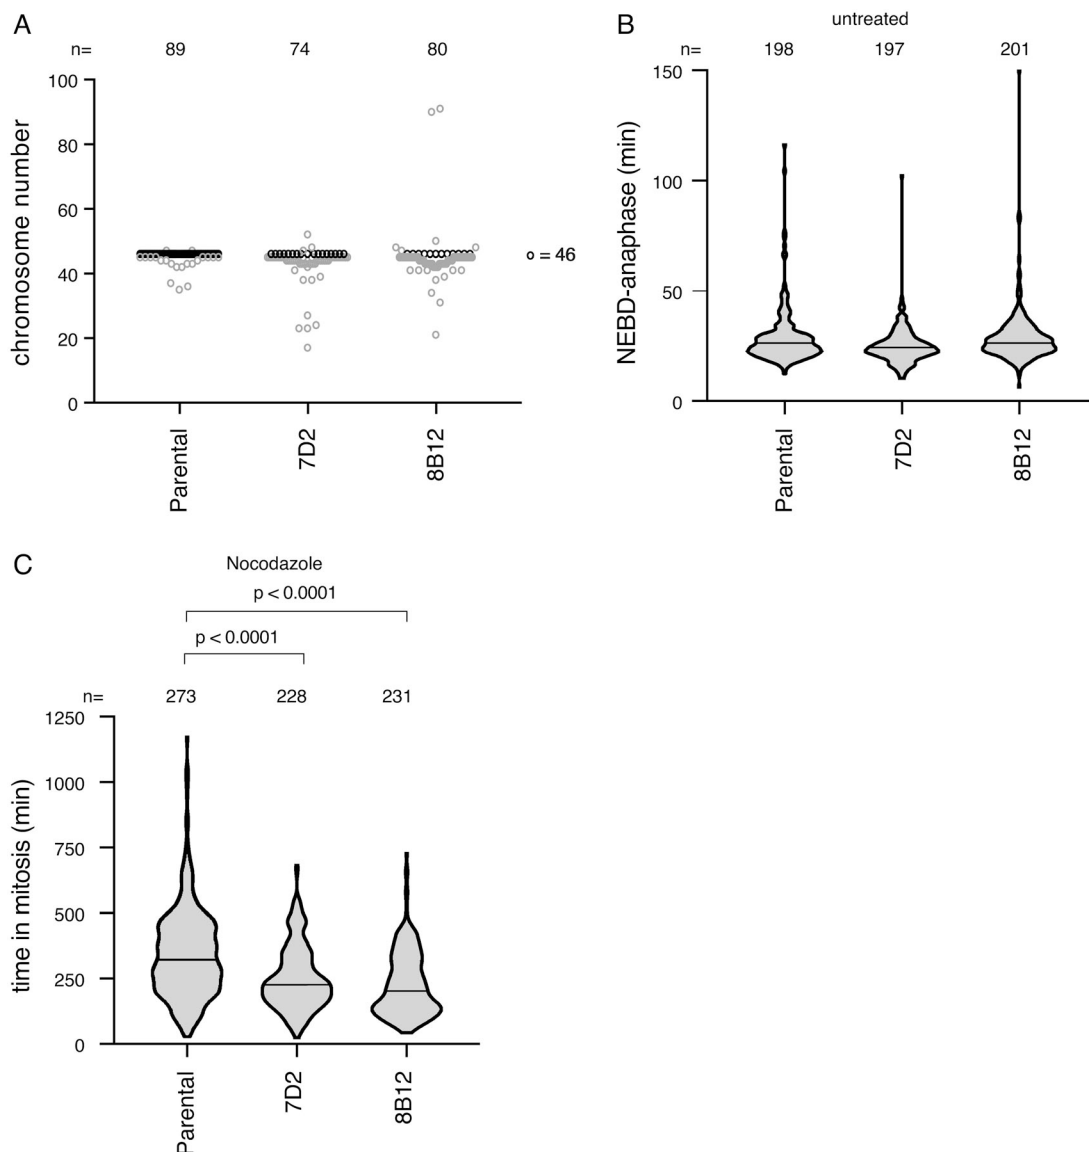 A
n= 89 74 80
100
80
60
40
20
0
chromosome number
o = 46
Parental
7D2
8B12
B
untreated
n= 198 197 201
150
100
50
0
NEBD-anaphase (min)
Parental
7D2
8B12
C
Nocodazole
p < 0.0001
p < 0.0001
n= 273 228 231
1250
1000
750
500
250
0
time in mitosis (min)
Parental
7D2
8B12